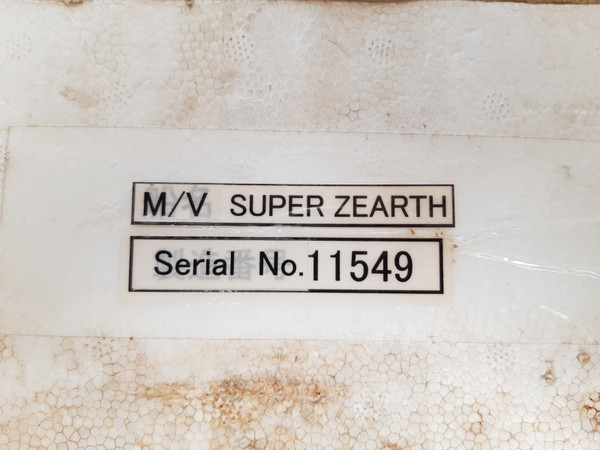 M/V SUPER ZEARTH
Serial No.11549